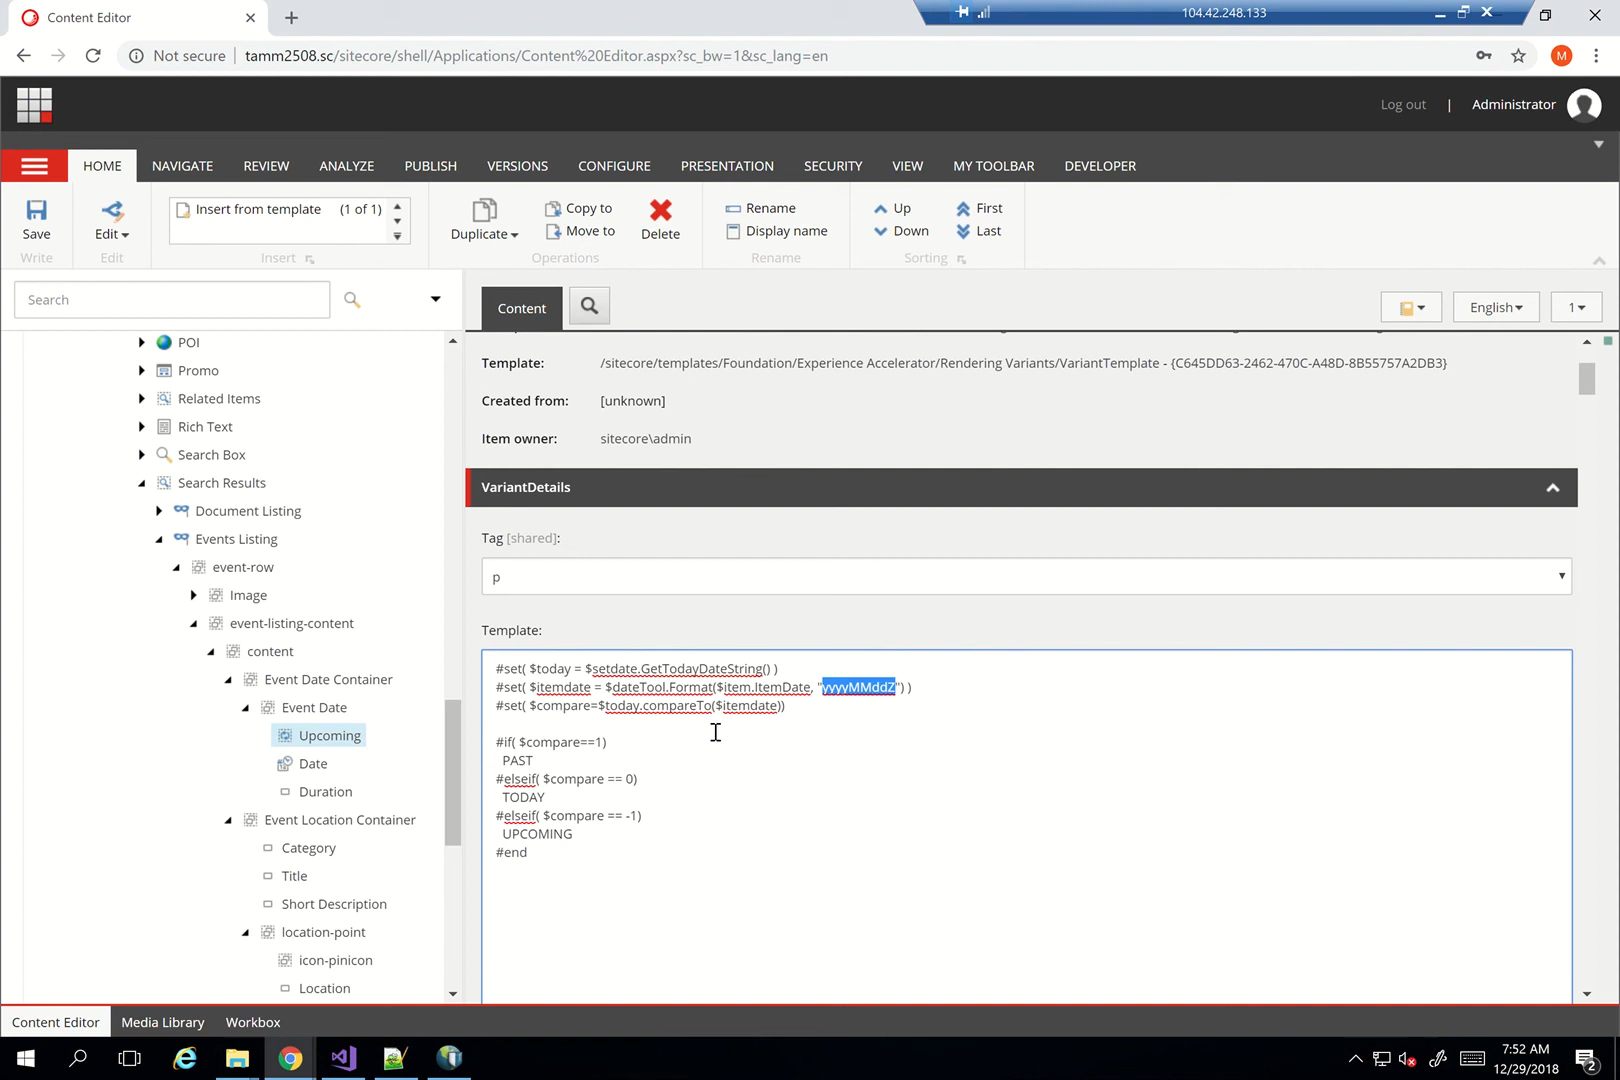 Content Editor
104.42.248.133
Not secure
tamm2508.sc/sitecore/shell/Applications/Content%20Editor.aspx?sc_bw=1&sc_lang=en
M
Log out | Administrator
HOME NAVIGATE REVIEW ANALYZE PUBLISH VERSIONS CONFIGURE PRESENTATION SECURITY VIEW MY TOOLBAR DEVELOPER
Insert from template (1 of 1)
Copy to
Rename
Up
First
Save
Edit
Duplicate
Move to
Delete
Display name
Down
Last
Write
Edit
Insert
Operations
Rename
Sorting
Search
Content
English
1
POI
Promo
Related Items
Rich Text
Search Box
Search Results
Document Listing
Events Listing
event-row
Image
event-listing-content
content
Event Date Container
Event Date
Upcoming
Date
Duration
Event Location Container
Category
Title
Short Description
location-point
icon-pinicon
Location
Template: /sitecore/templates/Foundation/Experience Accelerator/Rendering Variants/VariantTemplate - {C645DD63-2462-470C-A48D-8B55757A2DB3}
Created from: [unknown]
Item owner: sitecore\admin
VariantDetails
Tag [shared]:
p
Template:
#set( $today = $setdate.GetTodayDateString() )
#set( $itemdate = $dateTool.Format($item.ItemDate, "yyyyMMddZ") )
#set( $compare=$today.compareTo($itemdate))
#if( $compare==1)
PAST
#elseif( $compare == 0)
TODAY
#elseif( $compare == -1)
UPCOMING
#end
Content Editor Media Library Workbox
7:52 AM
12/29/2018
2